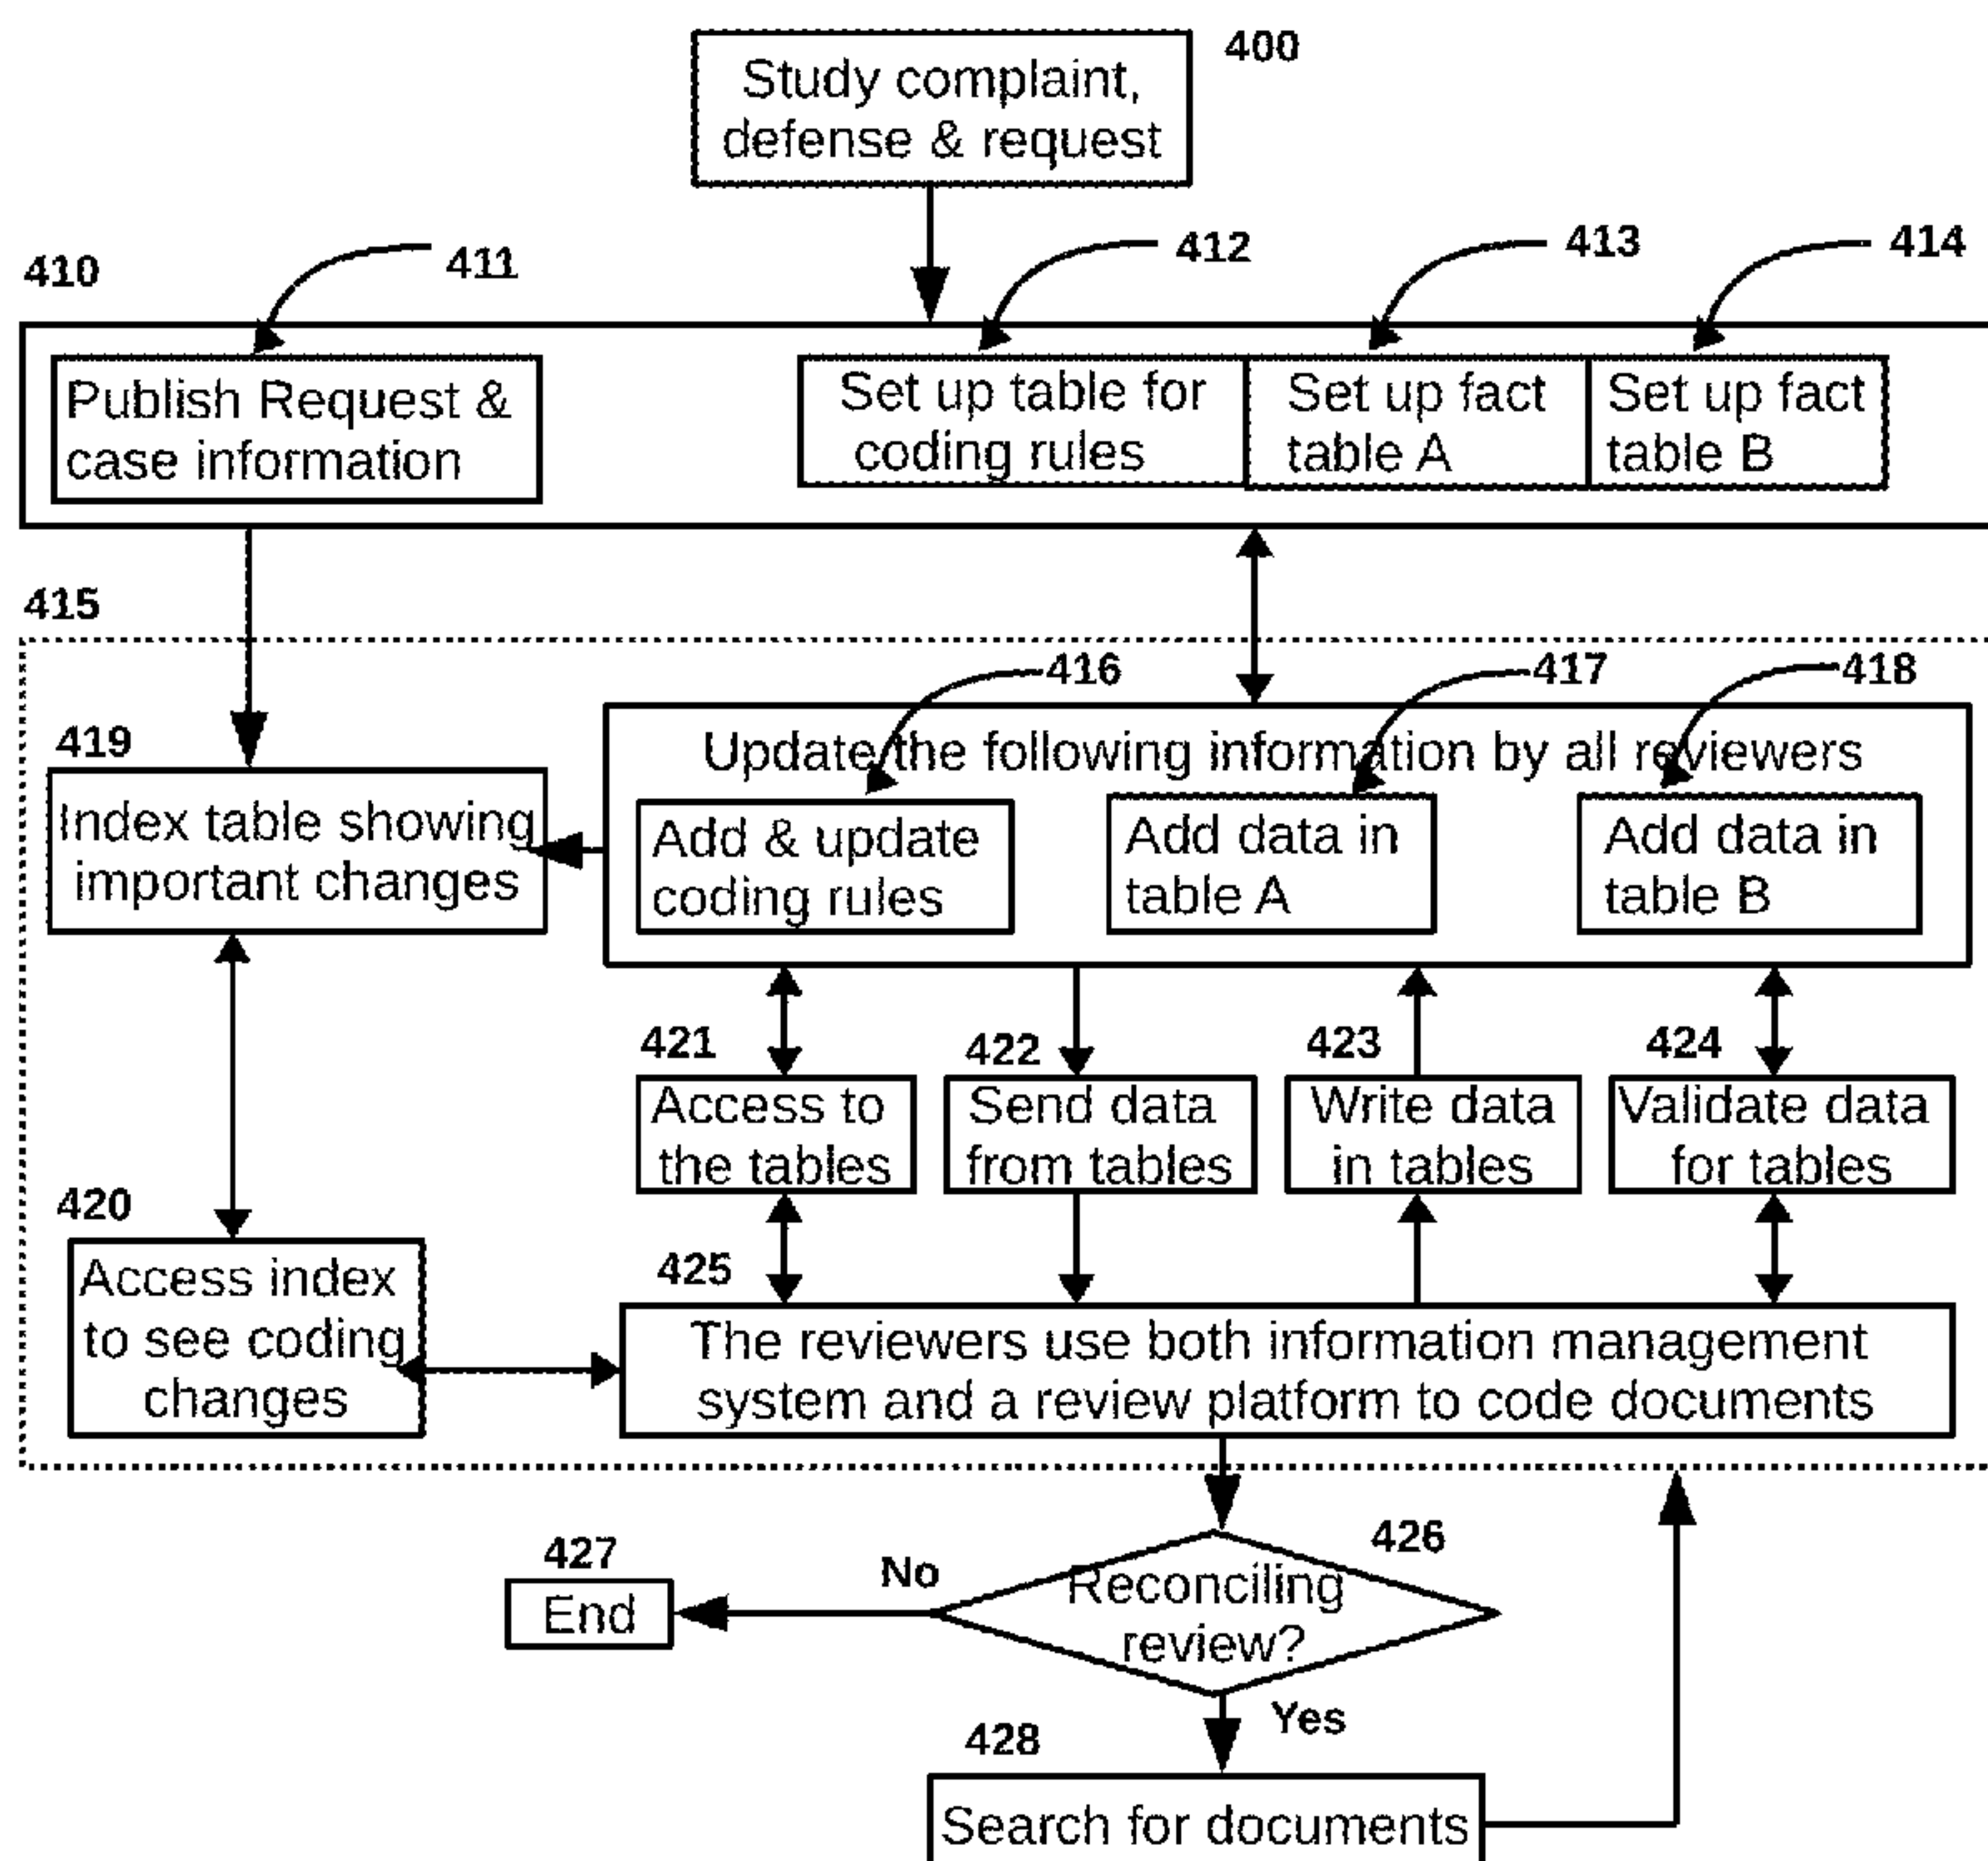 400
Study complaint,
defense & request
410
411
412
413
414
Publish Request &
case information
Set up table for
coding rules
Set up fact
table A
Set up fact
table B
415
416
417
418
419
Index table showing
important changes
Update the following information by all reviewers
Add & update
coding rules
Add data in
table A
Add data in
table B
421
422
423
424
Access to
the tables
Send data
from tables
Write data
in tables
Validate data
for tables
420
Access index
to see coding
changes
425
The reviewers use both information management
system and a review platform to code documents
426
Reconciling
review?
No
427
End
Yes
428
Search for documents